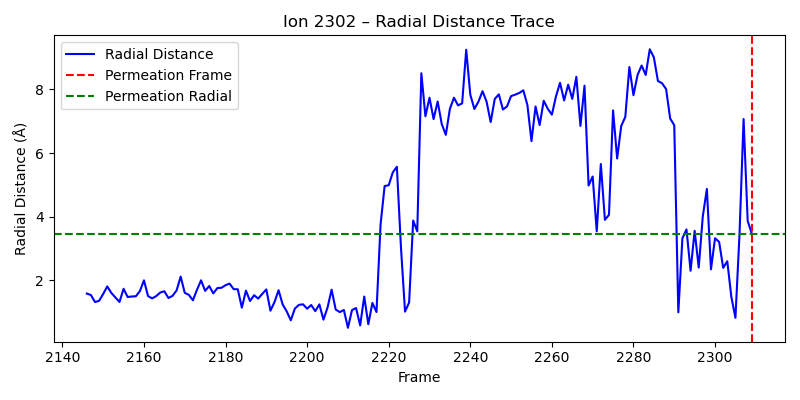 Ion 2302 – Radial Distance Trace
Radial Distance
Permeation Frame
Permeation Radial
Radial Distance (Å)
8
6
4
2
2140 2160 2180 2200 2220 2240 2260 2280 2300
Frame